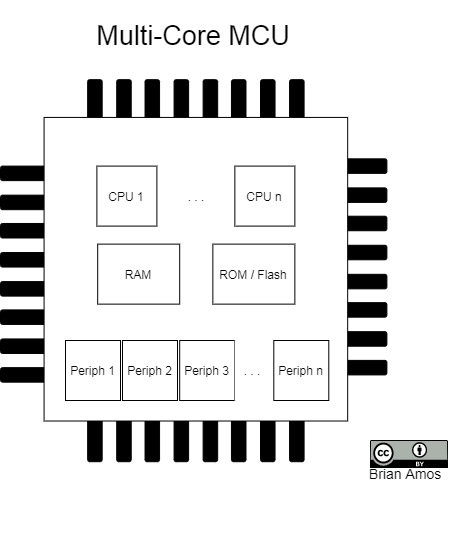 Multi-Core MCU
CPU 1 . . . CPU n
RAM ROM / Flash
Periph 1 Periph 2 Periph 3 . . . Periph n
cc BY
Brian Amos